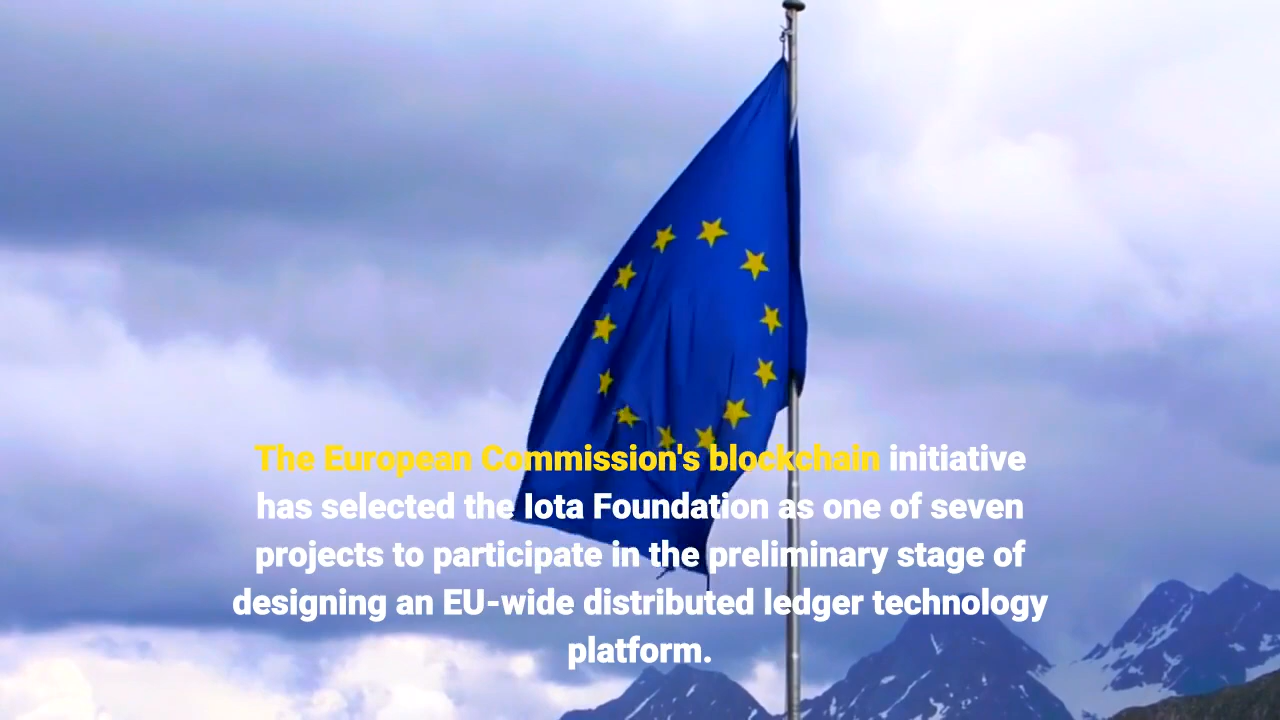 The European Commission's blockchain initiative
has selected the Iota Foundation as one of seven
projects to participate in the preliminary stage of
designing an EU-wide distributed ledger technology
platform.